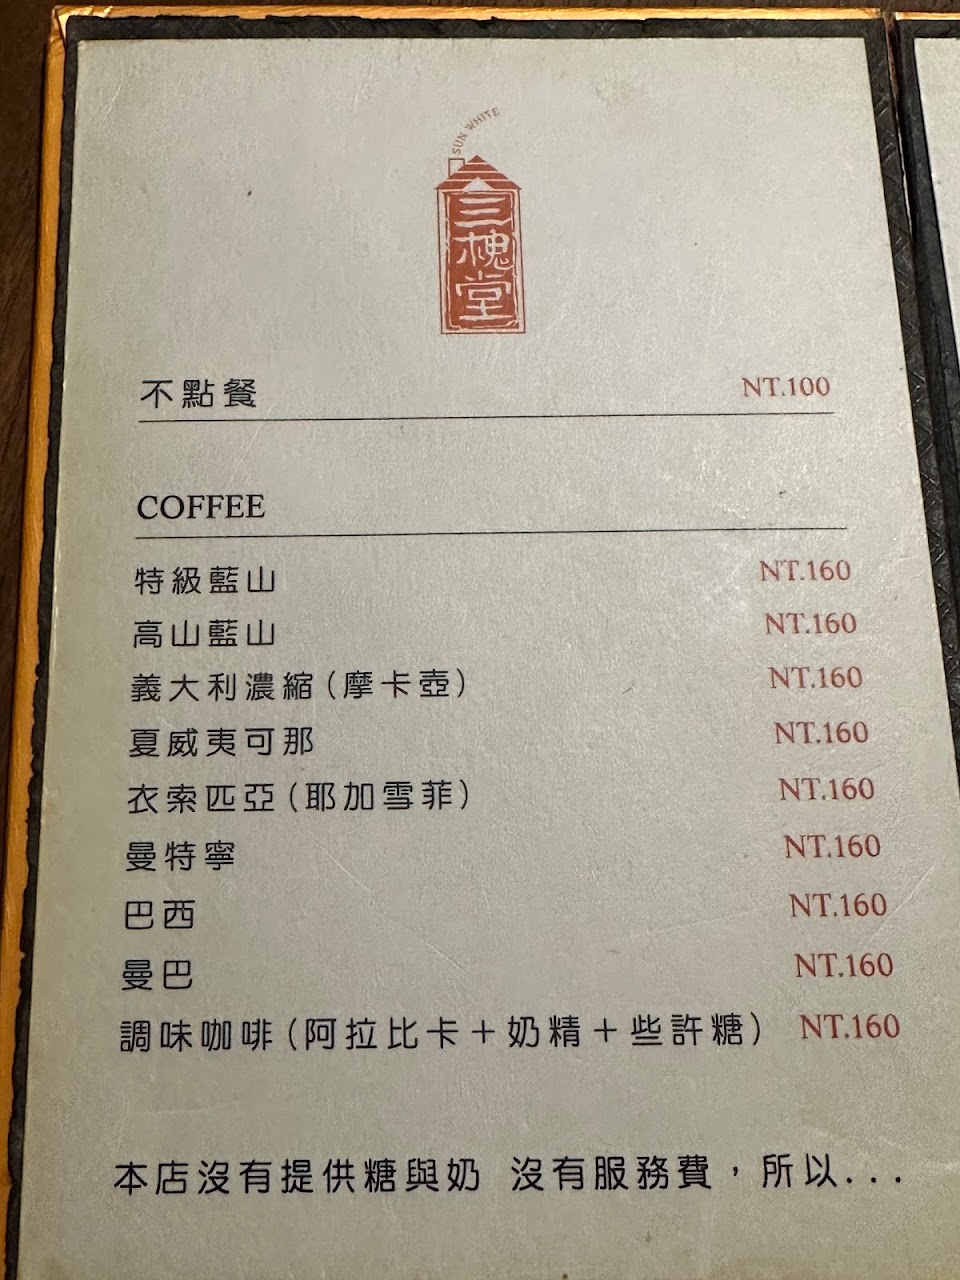 SUN WHITE
三槐堂
不點餐 NT.100
COFFEE
特級藍山 NT.160
高山藍山 NT.160
義大利濃縮(摩卡壺) NT.160
夏威夷可那 NT.160
衣索匹亞(耶加雪菲) NT.160
曼特寧 NT.160
巴西 NT.160
曼巴 NT.160
調味咖啡(阿拉比卡＋奶精＋些許糖) NT.160
本店沒有提供糖與奶 沒有服務費，所以...